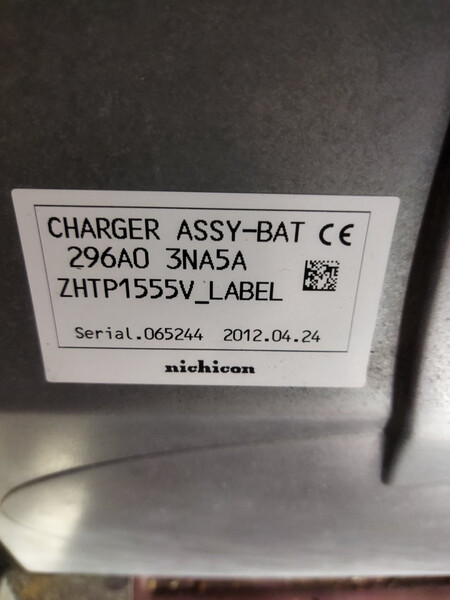 CHARGER ASSY-BAT CE
296A0 3NA5A
ZHTP1555V_LABEL
Serial.065244 2012.04.24
nichicon